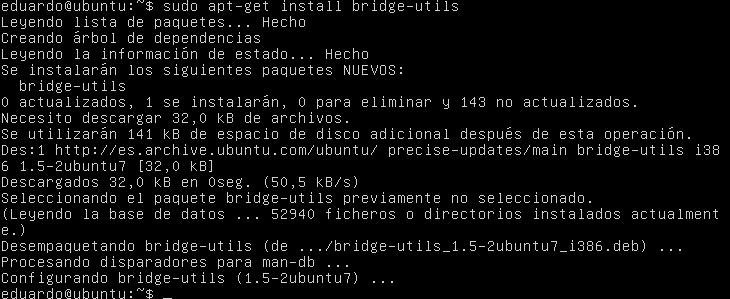 eduardo@ubuntu:~$ sudo apt-get install bridge-utils
Leyendo lista de paquetes... Hecho
Creando árbol de dependencias
Leyendo la información de estado... Hecho
Se instalarán los siguientes paquetes NUEVOS:
  bridge-utils
0 actualizados, 1 se instalarán, 0 para eliminar y 143 no actualizados.
Necesito descargar 32,0 kB de archivos.
Se utilizarán 141 kB de espacio de disco adicional después de esta operación.
Des:1 http://es.archive.ubuntu.com/ubuntu/ precise-updates/main bridge-utils i38
6 1.5-2ubuntu7 [32,0 kB]
Descargados 32,0 kB en 0seg. (50,5 kB/s)
Seleccionando el paquete bridge-utils previamente no seleccionado.
(Leyendo la base de datos ... 52940 ficheros o directorios instalados actualment
e.)
Desempaquetando bridge-utils (de .../bridge-utils_1.5-2ubuntu7_i386.deb) ...
Procesando disparadores para man-db ...
Configurando bridge-utils (1.5-2ubuntu7) ...
eduardo@ubuntu:~$ _